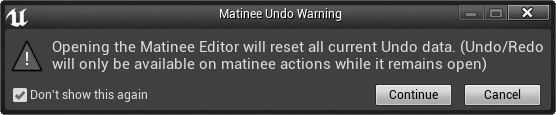 Matinee Undo Warning
Opening the Matinee Editor will reset all current Undo data. (Undo/Redo
will only be available on matinee actions while it remains open)
Don't show this again
Continue
Cancel